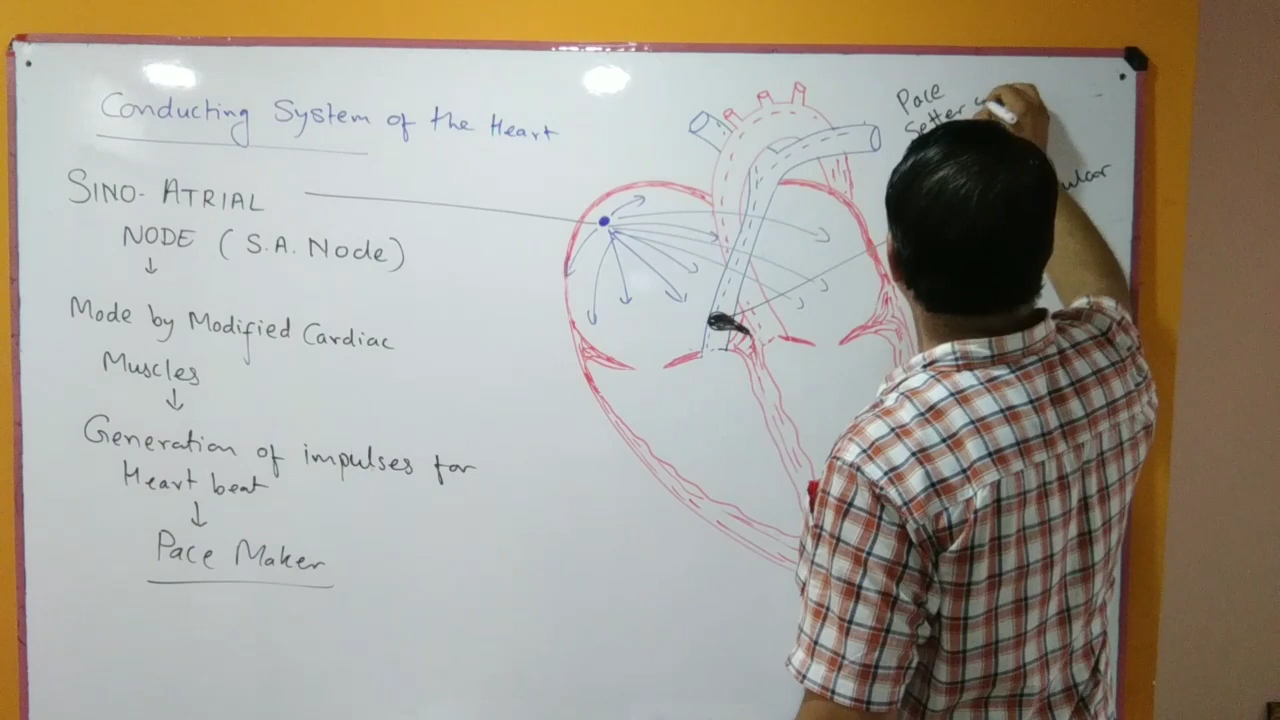 Conducting System of the Heart
SINO-ATRIAL
NODE (S.A. Node)
Mode by Modified Cardiac
Muscles
Generation of impulses for
Heart beat
Pace Maker
Pace
Setter